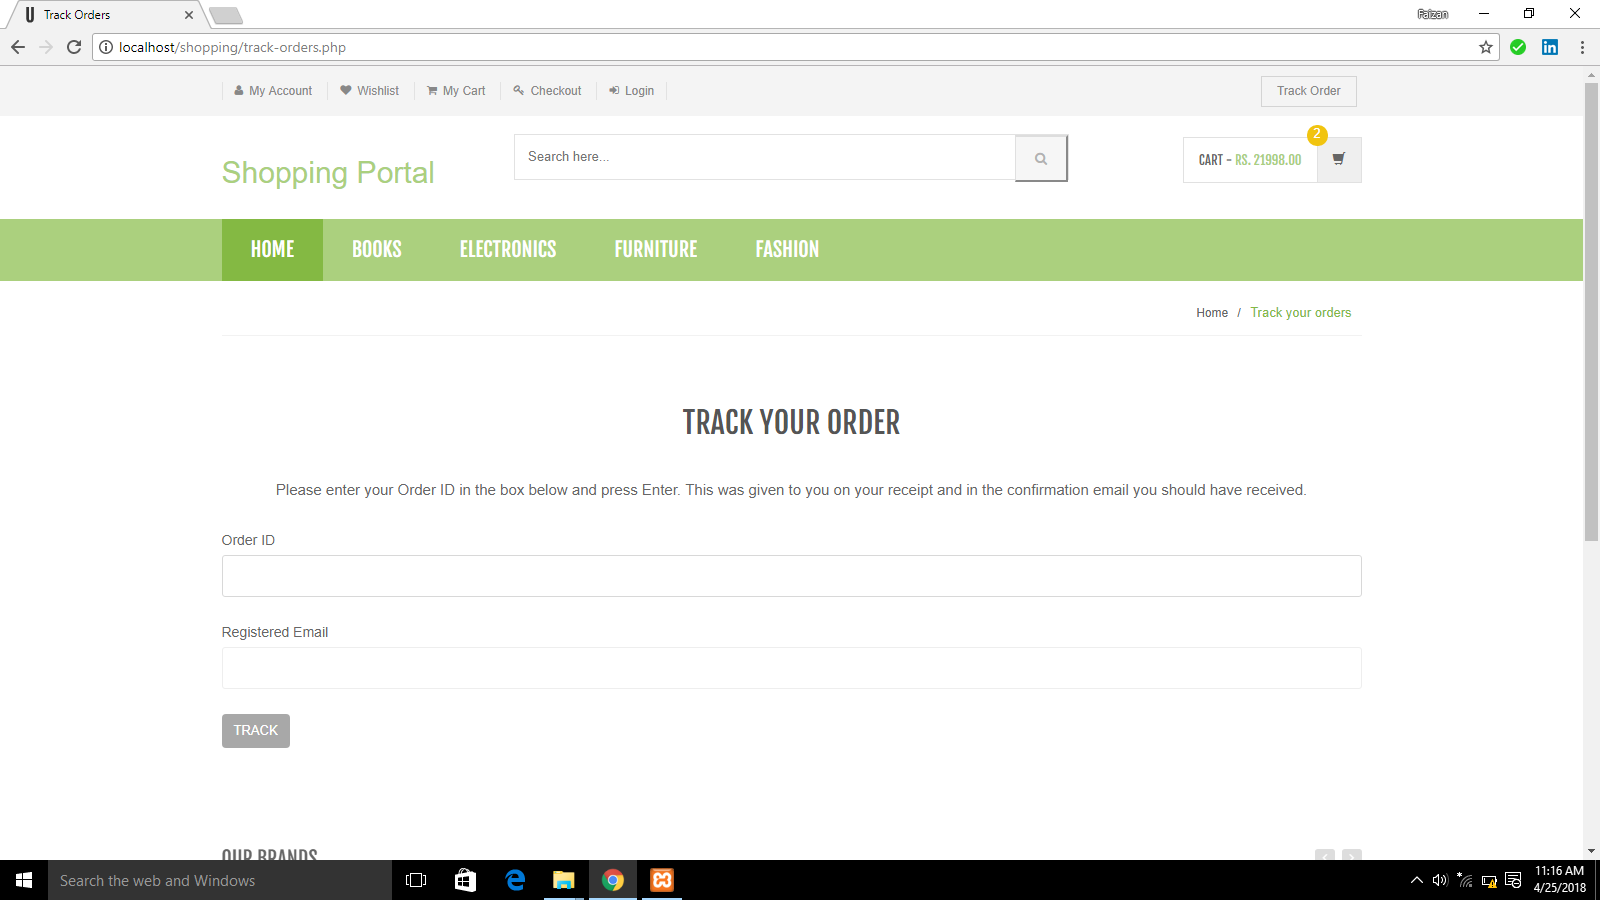 Track Orders
Faizan
localhost/shopping/track-orders.php
My Account
Wishlist
My Cart
Checkout
Login
Track Order
Shopping Portal
Search here...
CART - RS. 21998.00
2
HOME
BOOKS
ELECTRONICS
FURNITURE
FASHION
Home / Track your orders
TRACK YOUR ORDER
Please enter your Order ID in the box below and press Enter. This was given to you on your receipt and in the confirmation email you should have received.
Order ID
Registered Email
TRACK
OUR BRANDS
Search the web and Windows
11:16 AM
4/25/2018